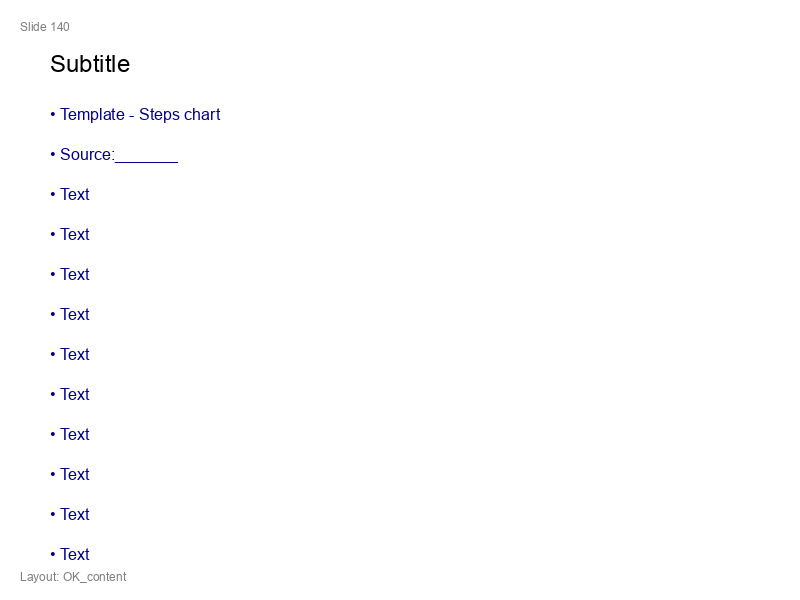 Slide 140
Subtitle
• Template - Steps chart
• Source:_______
• Text
• Text
• Text
• Text
• Text
• Text
• Text
• Text
• Text
• Text
Layout: OK_content